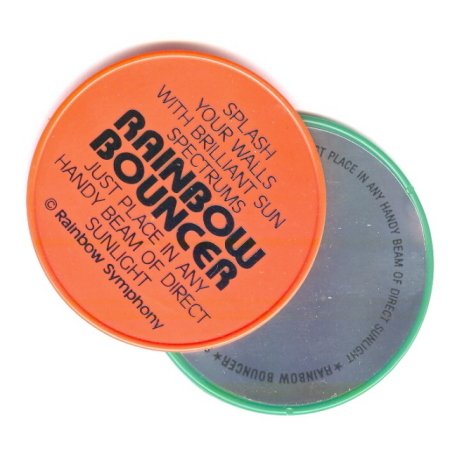 SPLASH
YOUR WALLS
WITH BRILLIANT SUN
SPECTRUMS
RAINBOW
BOUNCER
JUST PLACE IN ANY
HANDY BEAM OF DIRECT
SUNLIGHT
© Rainbow Symphony
PLACE IN ANY HANDY BEAM OF DIRECT SUNLIGHT ★ RAINBOW BOUNCER ★